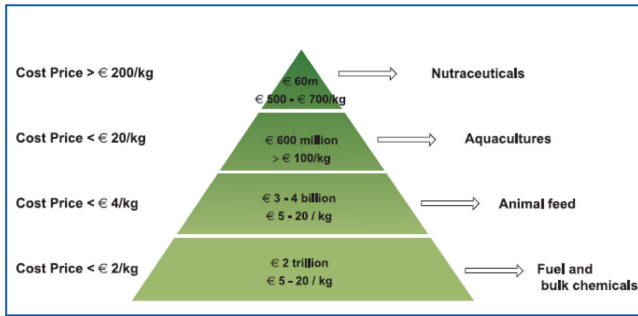 Cost Price > € 200/kg
€ 60m
€ 500 - € 700/kg
Nutraceuticals
Cost Price < € 20/kg
€ 600 million
> € 100/kg
Aquacultures
Cost Price < € 4/kg
€ 3 - 4 billion
€ 5 - 20 / kg
Animal feed
Cost Price < € 2/kg
€ 2 trillion
€ 5 - 20 / kg
Fuel and
bulk chemicals